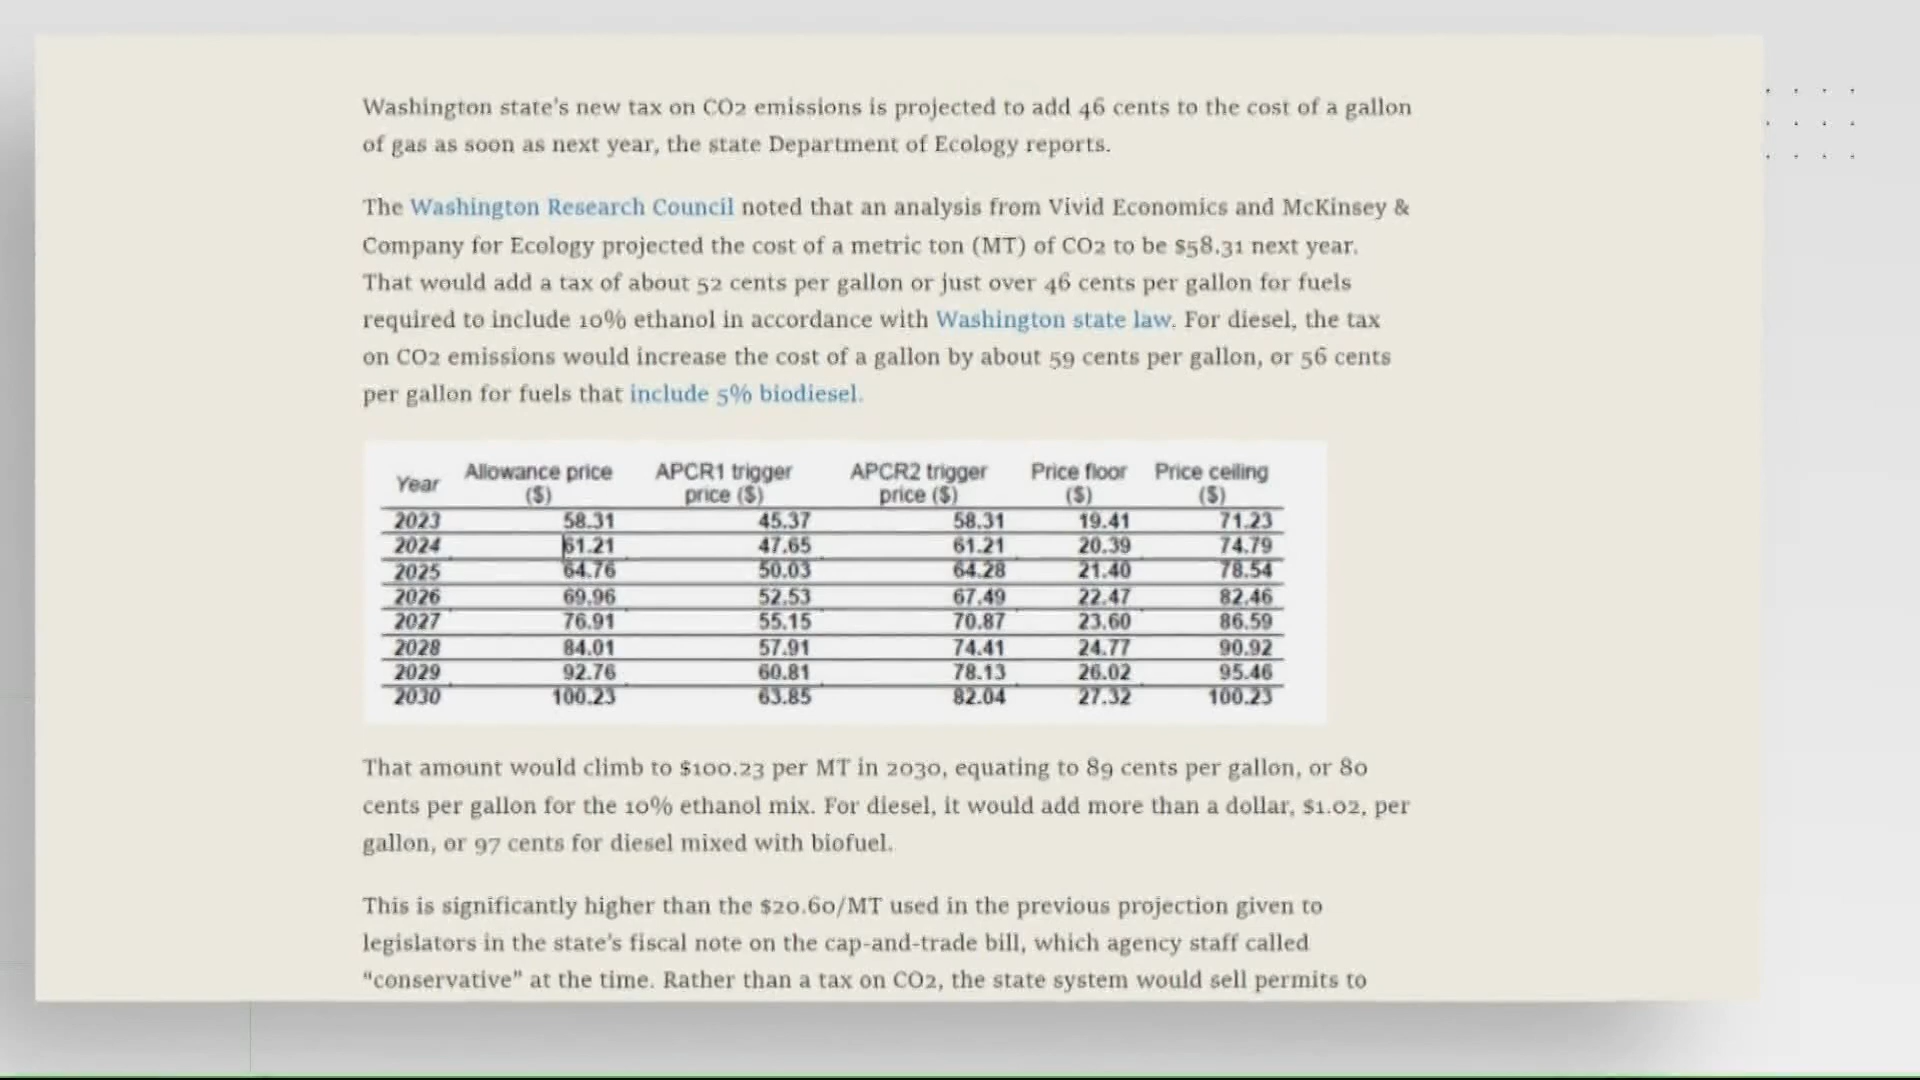 Washington state's new tax on CO2 emissions is projected to add 46 cents to the cost of a gallon
of gas as soon as next year, the state Department of Ecology reports.
The Washington Research Council noted that an analysis from Vivid Economics and McKinsey &
Company for Ecology projected the cost of a metric ton (MT) of CO2 to be $58.31 next year.
That would add a tax of about 52 cents per gallon or just over 46 cents per gallon for fuels
required to include 10% ethanol in accordance with Washington state law. For diesel, the tax
on CO2 emissions would increase the cost of a gallon by about 59 cents per gallon, or 56 cents
per gallon for fuels that include 5% biodiesel.
Year Allowance price ($) APCR1 trigger price ($) APCR2 trigger price ($) Price floor ($) Price ceiling ($)
2023 58.31 45.37 58.31 19.41 71.23
2024 61.21 47.65 61.21 20.39 74.79
2025 64.76 50.03 64.28 21.40 78.54
2026 69.96 52.53 67.49 22.47 82.46
2027 76.91 55.15 70.87 23.60 86.59
2028 84.01 57.91 74.41 24.77 90.92
2029 92.76 60.81 78.13 26.02 95.46
2030 100.23 63.85 82.04 27.32 100.23
That amount would climb to $100.23 per MT in 2030, equating to 89 cents per gallon, or 80
cents per gallon for the 10% ethanol mix. For diesel, it would add more than a dollar, $1.02, per
gallon, or 97 cents for diesel mixed with biofuel.
This is significantly higher than the $20.60/MT used in the previous projection given to
legislators in the state's fiscal note on the cap-and-trade bill, which agency staff called
“conservative” at the time. Rather than a tax on CO2, the state system would sell permits to